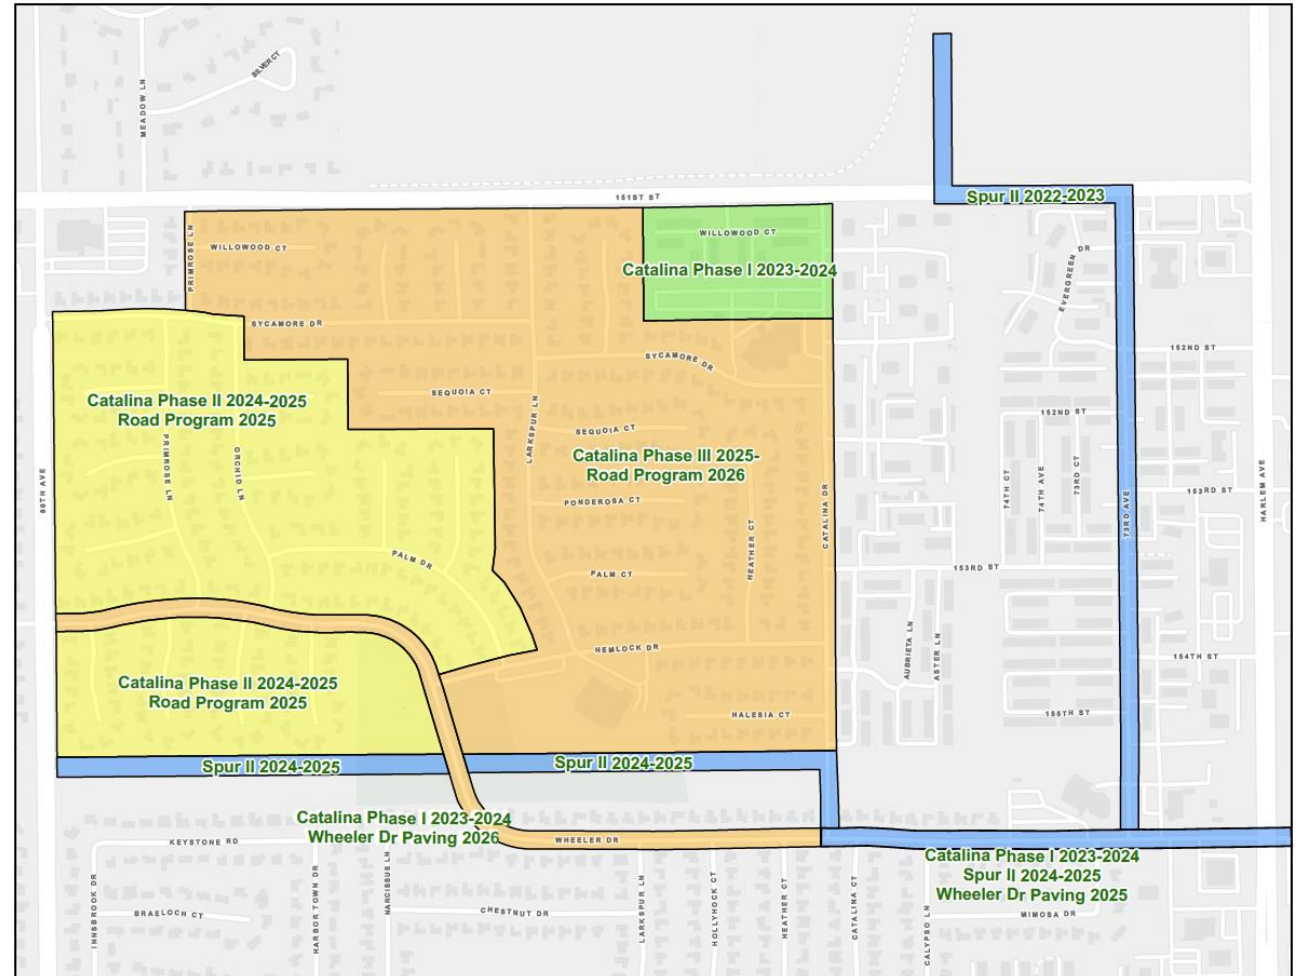 SILVER CT
MEADOW LN
151ST ST
Spur II 2022-2023
WILLOWOOD CT
WILLOWOOD CT
PRIMROSE LN
EVERGREEN DR
Catalina Phase I 2023-2024
SYCAMORE DR
152ND ST
SYCAMORE DR
SEQUOIA CT
Catalina Phase II 2024-2025
Road Program 2025
152ND ST
LARKSPUR LN
SEQUOIA CT
PRIMROSE LN
ORCHID LN
Catalina Phase III 2025-
Road Program 2026
74TH CT
74TH AVE
73RD CT
153RD ST
80TH AVE
PONDEROSA CT
CATALINA DR
73RD AVE
HARLEM AVE
HEATHER CT
PALM DR
PALM CT
153RD ST
HEMLOCK DR
AUBRIETA LN
ASTER LN
154TH ST
Catalina Phase II 2024-2025
Road Program 2025
HALESIA CT
155TH ST
Spur II 2024-2025
Spur II 2024-2025
Catalina Phase I 2023-2024
Wheeler Dr Paving 2026
WHEELER DR
KEYSTONE RD
Catalina Phase I 2023-2024
Spur II 2024-2025
Wheeler Dr Paving 2025
INNSBROOK DR
HARBOR TOWN DR
NARCISSUS LN
BRAELOCH CT
CHESTNUT DR
LARKSPUR LN
HOLLYHOCK CT
HEATHER CT
CATALINA CT
CALYPSO LN
MIMOSA DR